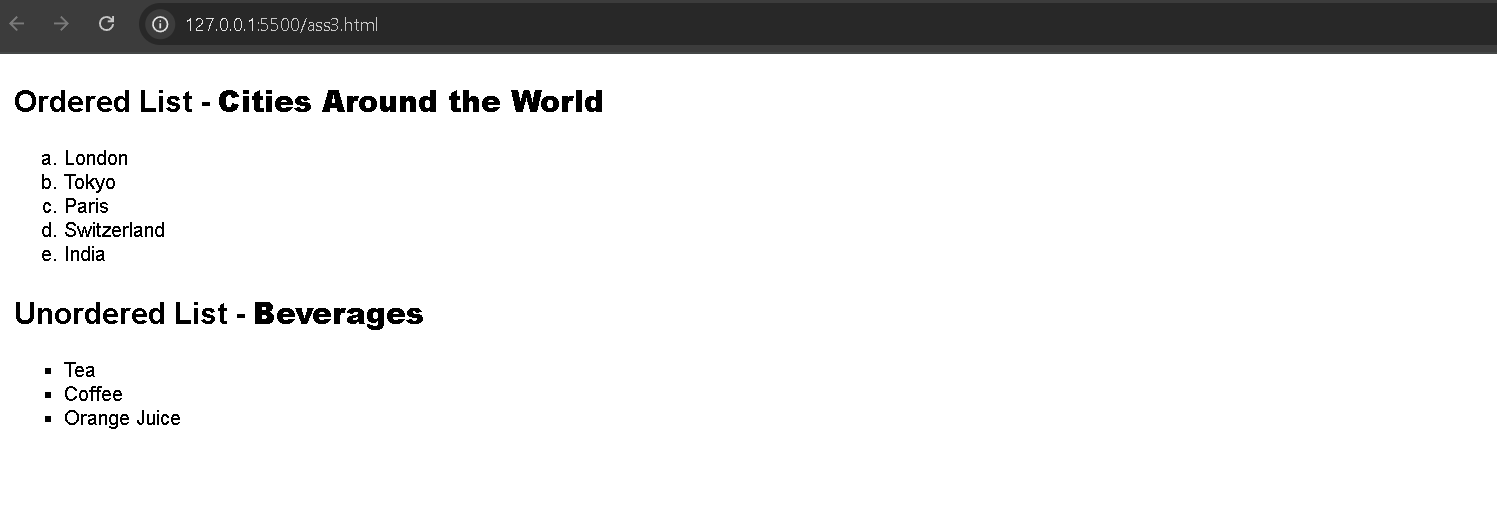 127.0.0.1:5500/ass3.html
Ordered List - Cities Around the World
a. London
b. Tokyo
c. Paris
d. Switzerland
e. India
Unordered List - Beverages
▪ Tea
▪ Coffee
▪ Orange Juice